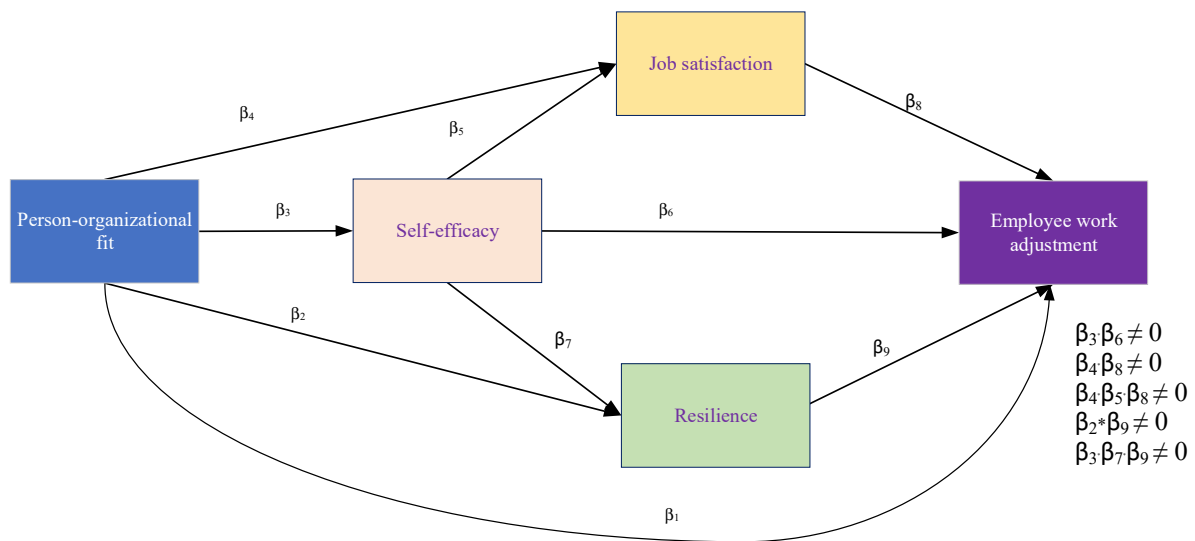 Job satisfaction
β₈
β₄
β₅
Person-organizational
fit
β₃
Self-efficacy
β₆
Employee work
adjustment
β₂
β₇
β₉
Resilience
β₁
β₃·β₆ ≠ 0
β₄·β₈ ≠ 0
β₄·β₅·β₈ ≠ 0
β₂*β₉ ≠ 0
β₃·β₇·β₉ ≠ 0